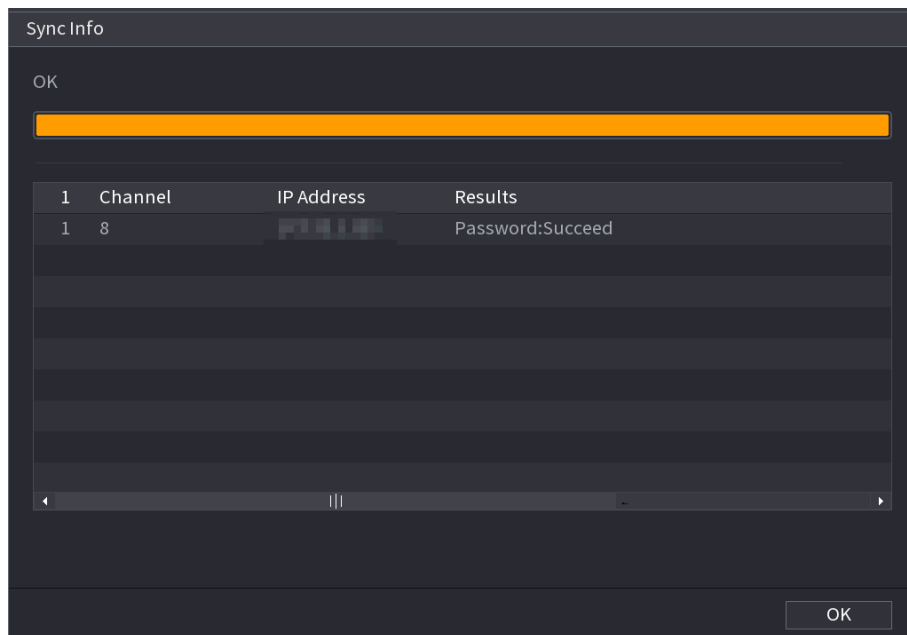 Sync Info
OK
1 Channel IP Address Results
1 8 Password:Succeed
OK